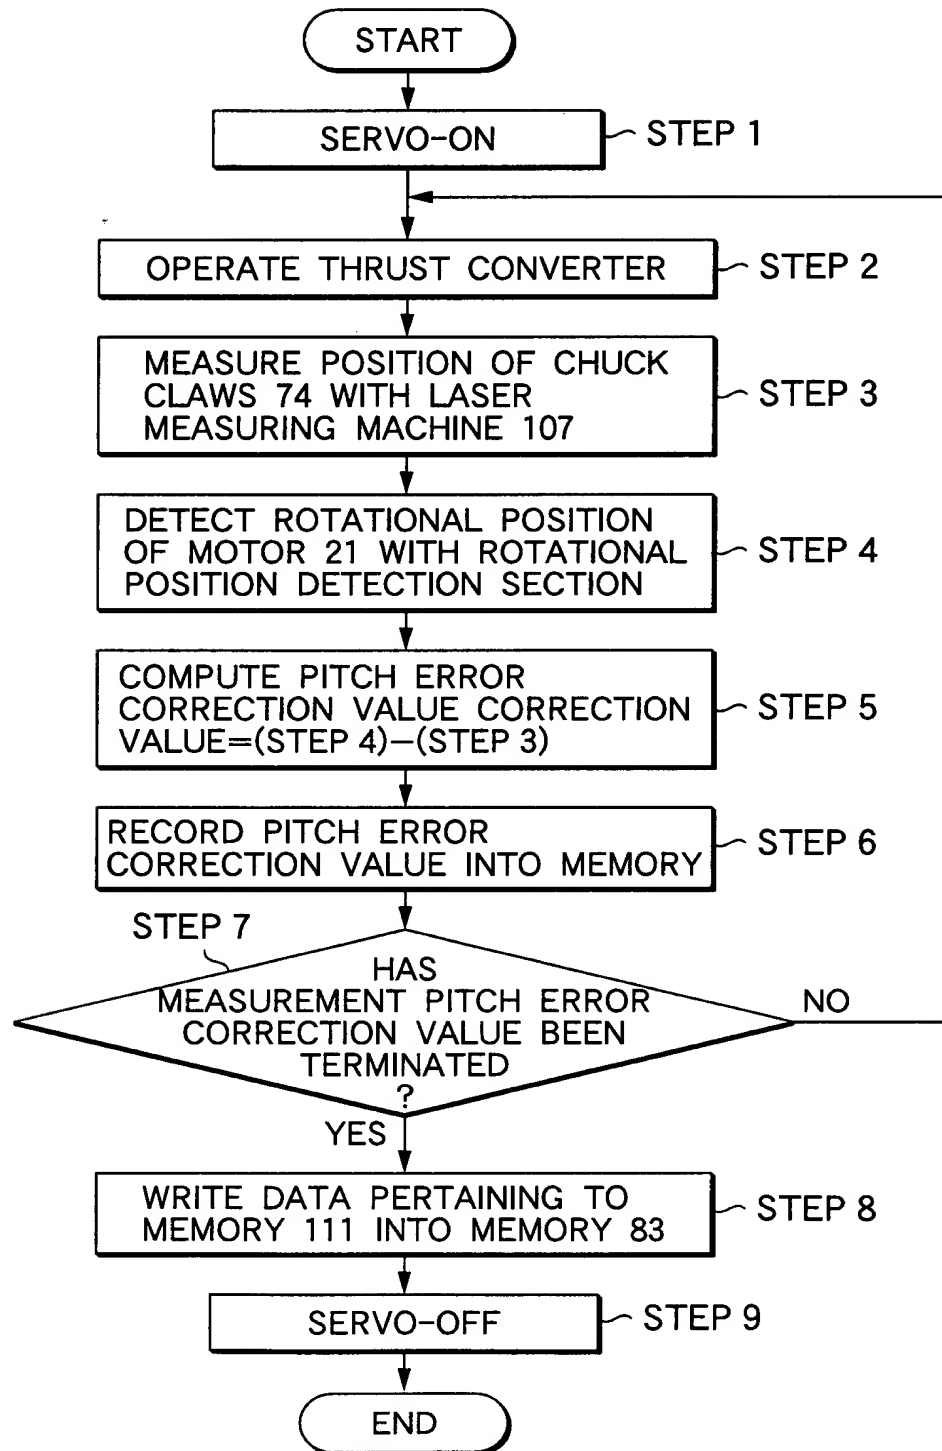 START
SERVO-ON
STEP 1
OPERATE THRUST CONVERTER
STEP 2
MEASURE POSITION OF CHUCK
CLAWS 74 WITH LASER
MEASURING MACHINE 107
STEP 3
DETECT ROTATIONAL POSITION
OF MOTOR 21 WITH ROTATIONAL
POSITION DETECTION SECTION
STEP 4
COMPUTE PITCH ERROR
CORRECTION VALUE CORRECTION
VALUE=(STEP 4)-(STEP 3)
STEP 5
RECORD PITCH ERROR
CORRECTION VALUE INTO MEMORY
STEP 6
STEP 7
HAS
MEASUREMENT PITCH ERROR
CORRECTION VALUE BEEN
TERMINATED
?
NO
YES
WRITE DATA PERTAINING TO
MEMORY 111 INTO MEMORY 83
STEP 8
SERVO-OFF
STEP 9
END